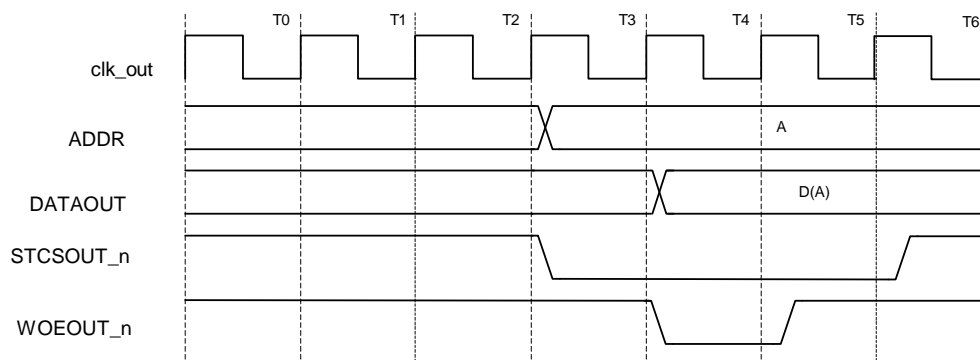 T0 T1 T2 T3 T4 T5 T6
clk_out
ADDR
A
DATAOUT
D(A)
STCSOUT_n
WOEOUT_n